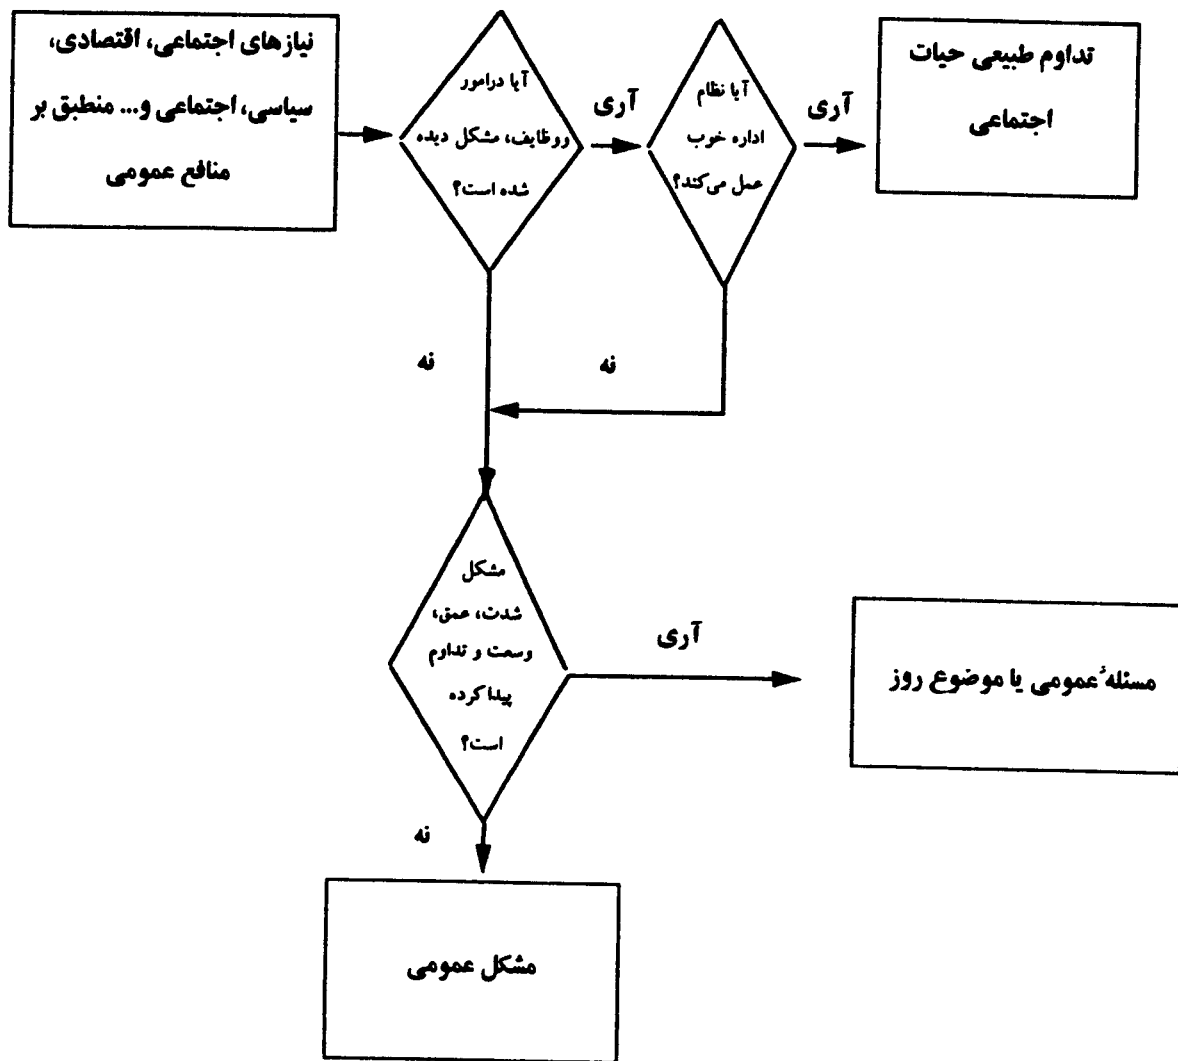 نیازهای اجتماعی، اقتصادی،
سیاسی، اجتماعی و... منطبق بر
منافع عمومی
آیا درامور
ووظایف، مشکل دیده
شده است؟
آری
آیا نظام
اداره خوب
عمل می‌کند؟
آری
تداوم طبیعی حیات
اجتماعی
نه
نه
مشکل
شدت، عمق،
وسعت و تداوم
پیدا کرده
است؟
آری
مسئلهٔ عمومی یا موضوع روز
نه
مشکل عمومی